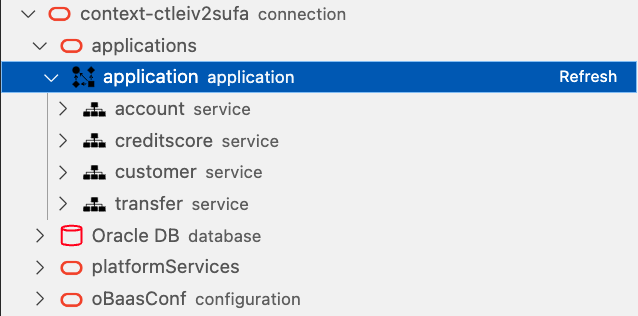 context-ctleiv2sufa connection
applications
application application Refresh
account service
creditscore service
customer service
transfer service
Oracle DB database
platformServices
oBaasConf configuration